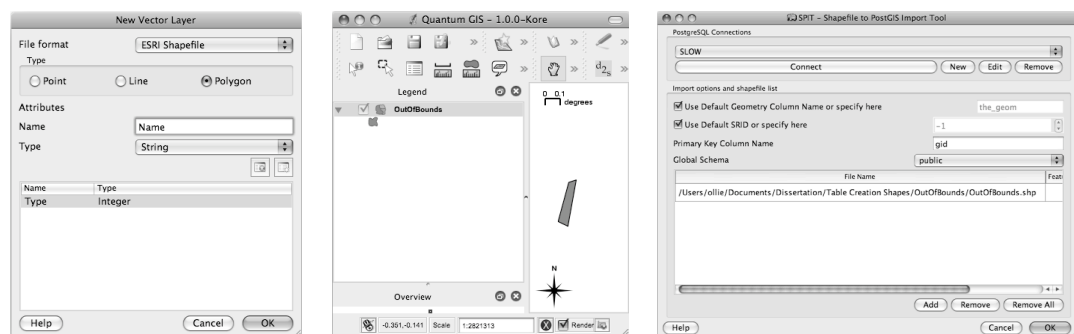 New Vector Layer
File format
ESRI Shapefile
Type
Point
Line
Polygon
Attributes
Name
Name
Type
String
Name
Type
Type
Integer
Help
Cancel
OK
Quantum GIS - 1.0.0-Kore
Legend
OutOfBounds
0 0.1
degrees
N
Overview
-0.351,-0.141
Scale
1:2821313
Render
SPIT - Shapefile to PostGIS Import Tool
PostgreSQL Connections
SLOW
Connect
New
Edit
Remove
Import options and shapefile list
Use Default Geometry Column Name or specify here
the_geom
Use Default SRID or specify here
-1
Primary Key Column Name
gid
Global Schema
public
File Name
Feat
/Users/ollie/Documents/Dissertation/Table Creation Shapes/OutOfBounds/OutOfBounds.shp
Add
Remove
Remove All
Help
Cancel
OK